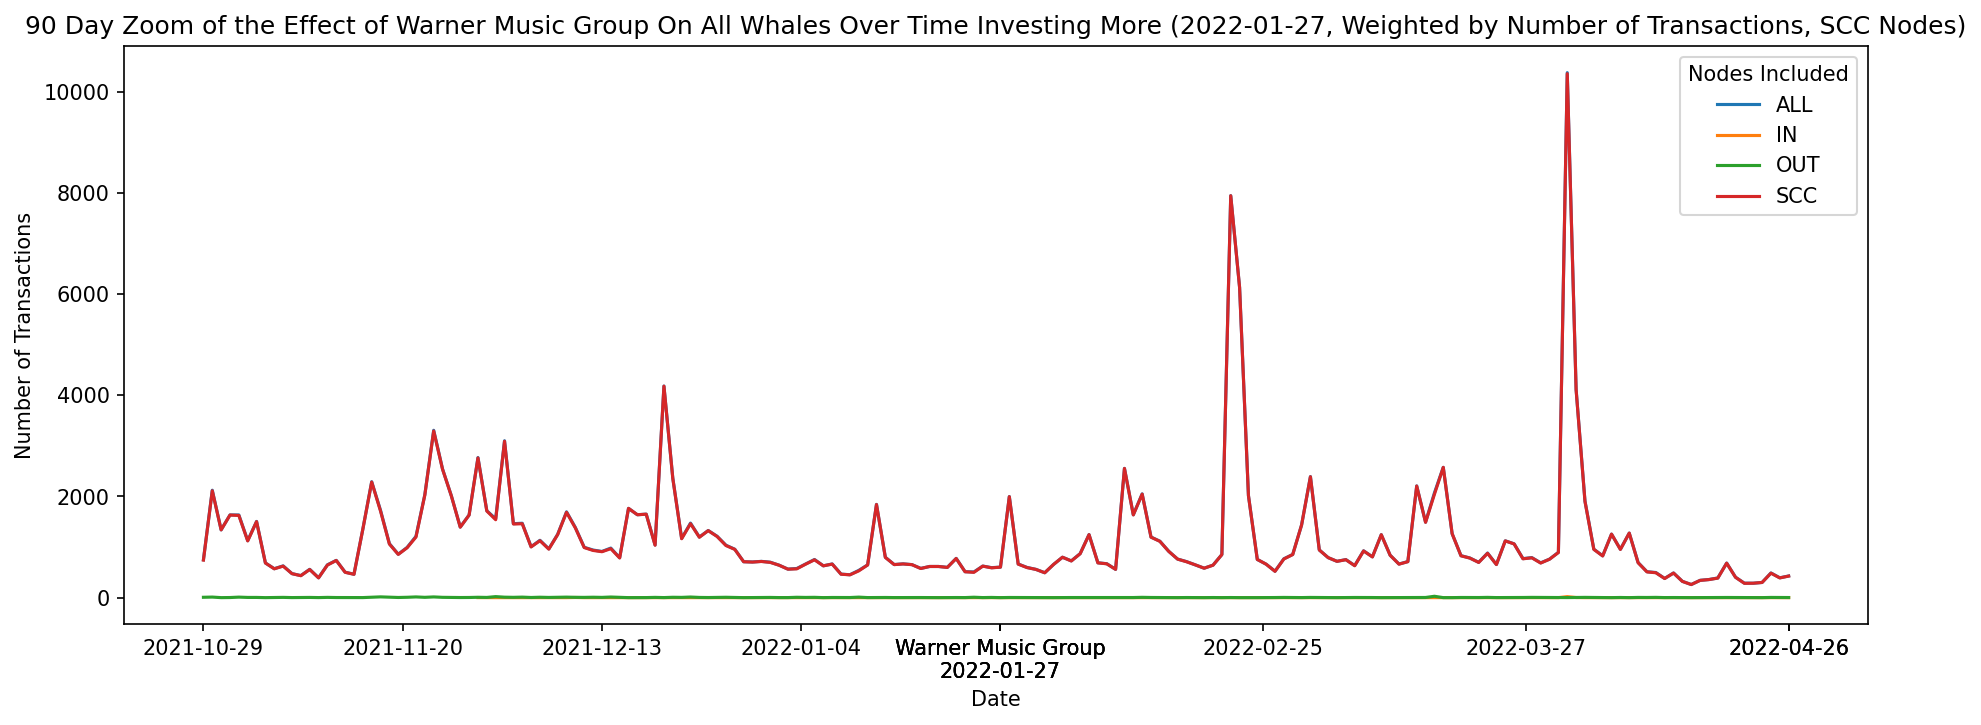 90 Day Zoom of the Effect of Warner Music Group On All Whales Over Time Investing More (2022-01-27, Weighted by Number of Transactions, SCC Nodes)
Nodes Included
ALL
IN
OUT
SCC
Number of Transactions
10000
8000
6000
4000
2000
0
2021-10-29
2021-11-20
2021-12-13
2022-01-04
Warner Music Group
2022-01-27
2022-02-25
2022-03-27
2022-04-26
Date